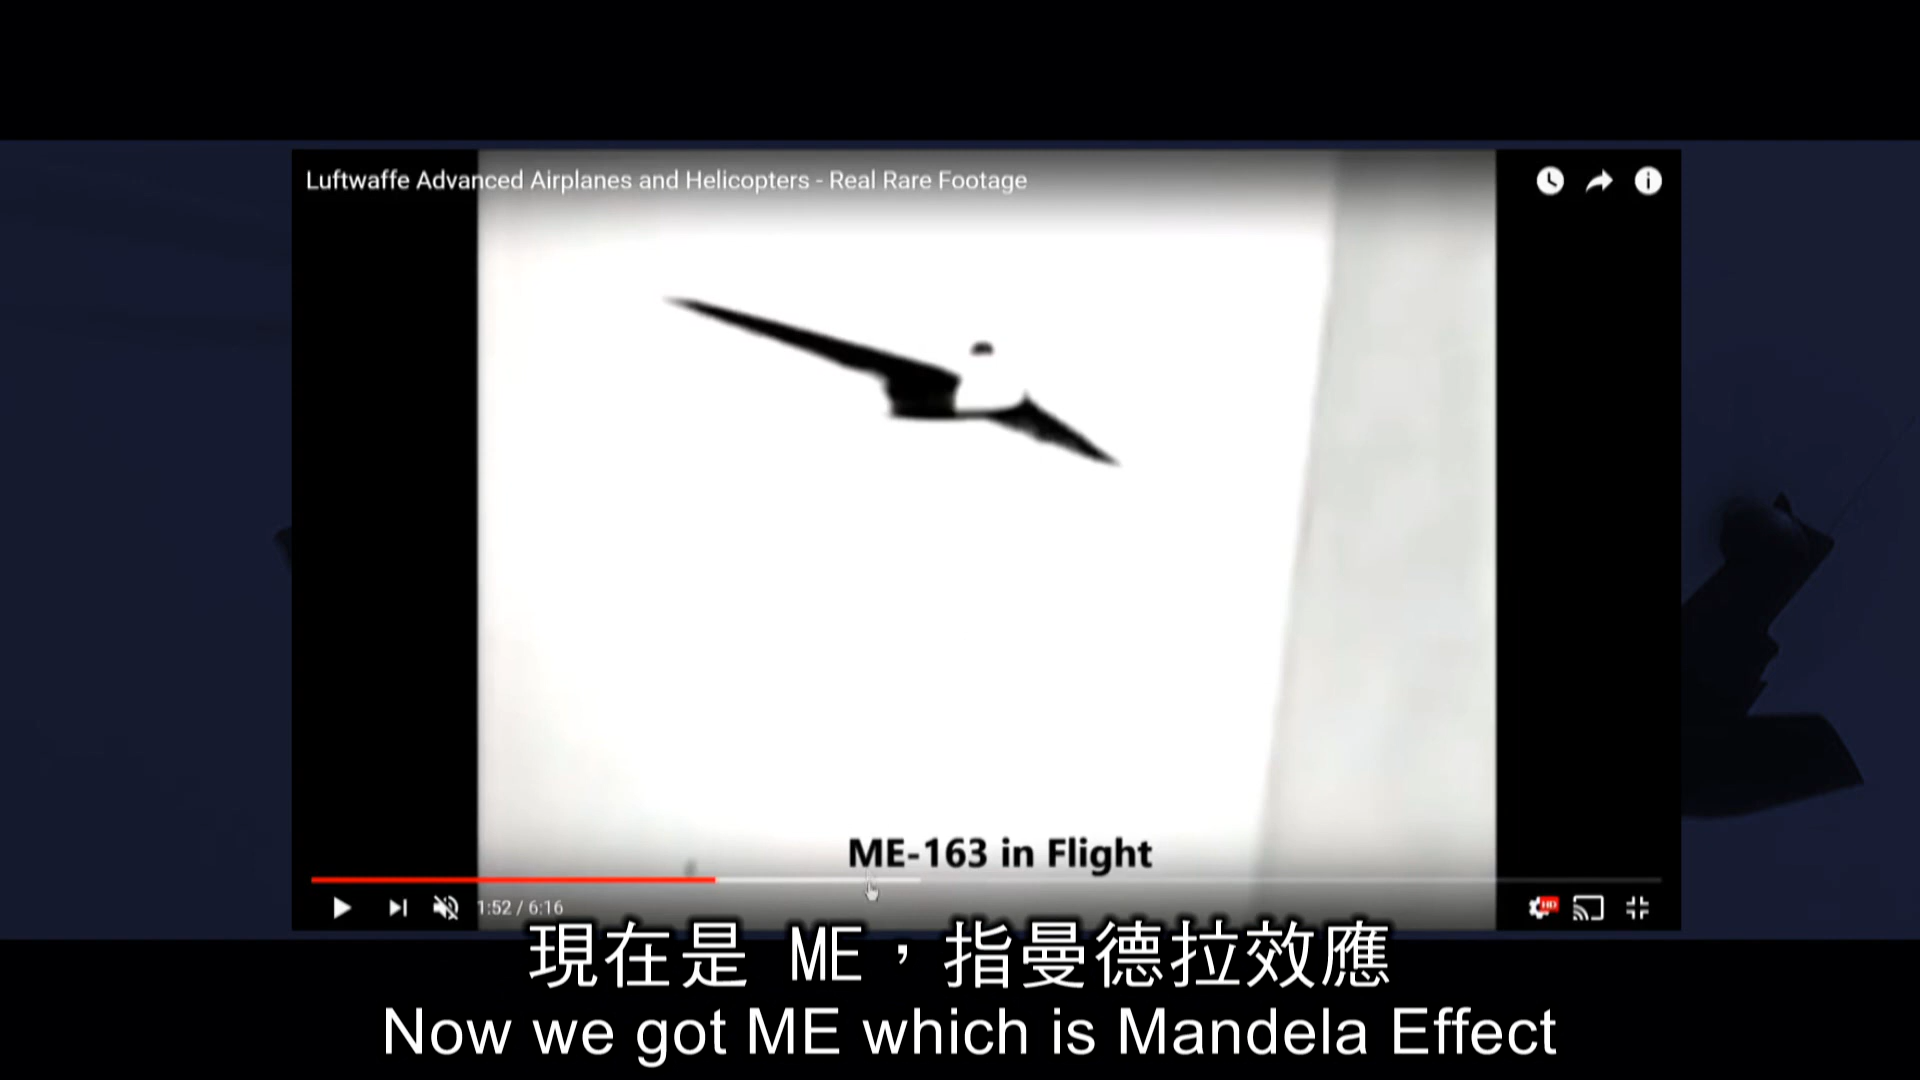 Luftwaffe Advanced Airplanes and Helicopters - Real Rare Footage
ME-163 in Flight
1:52 / 6:16
HD
現在是 ME，指曼德拉效應
Now we got ME which is Mandela Effect